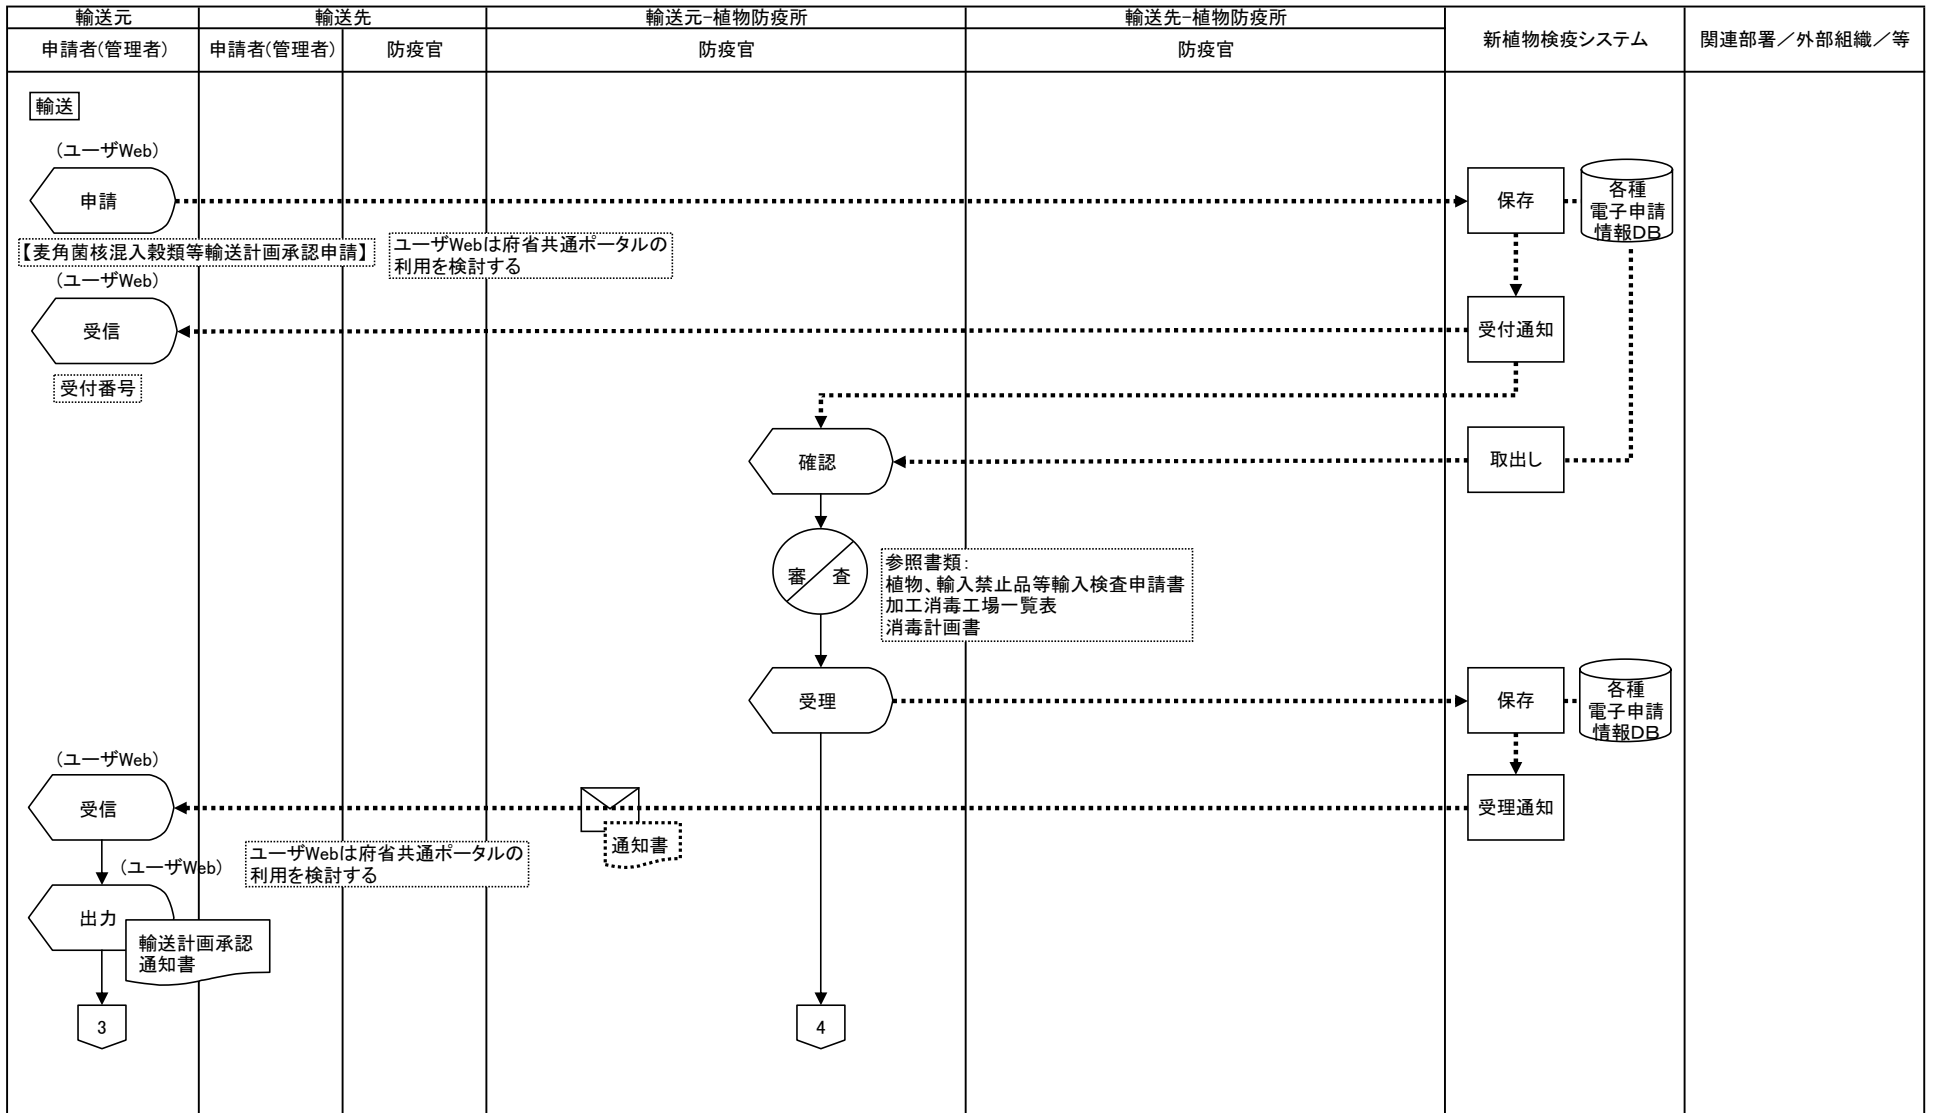 輸送元
輸送先
輸送元-植物防疫所
輸送先-植物防疫所
新植物検疫システム
関連部署／外部組織／等
申請者(管理者)
申請者(管理者)
防疫官
防疫官
防疫官
輸送
(ユーザWeb)
申請
保存
各種
電子申請
情報DB
【麦角菌核混入穀類等輸送計画承認申請】
ユーザWebは府省共通ポータルの
利用を検討する
(ユーザWeb)
受信
受付通知
受付番号
確認
取出し
審 査
参照書類:
植物、輸入禁止品等輸入検査申請書
加工消毒工場一覧表
消毒計画書
受理
保存
各種
電子申請
情報DB
(ユーザWeb)
受信
受理通知
通知書
ユーザWebは府省共通ポータルの
利用を検討する
(ユーザWeb)
出力
輸送計画承認
通知書
3
4